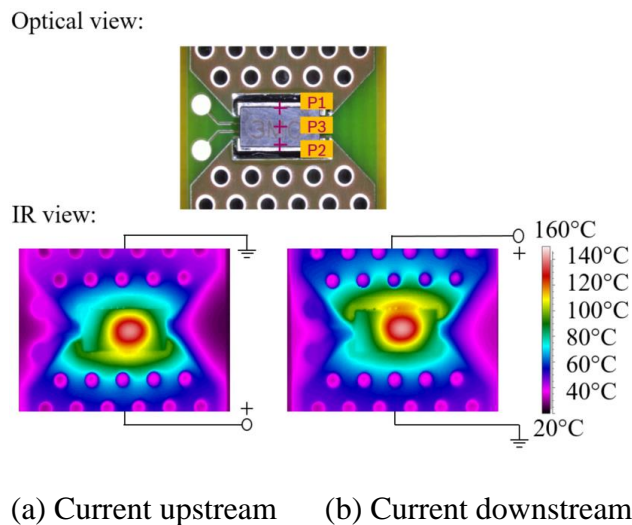 Optical view:
P1
P3
P2
IR view:
+
160°C
140°C
120°C
100°C
80°C
60°C
40°C
20°C
+
(a) Current upstream
(b) Current downstream